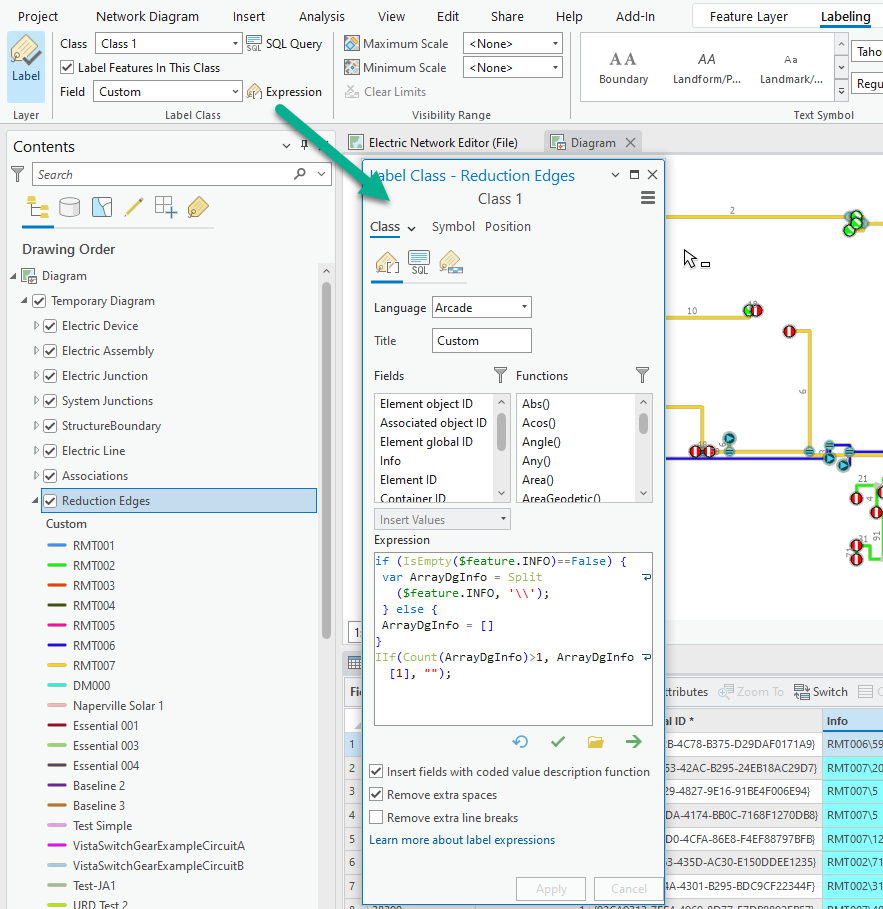 Project Network Diagram Insert Analysis View Edit Share Help Add-In Feature Layer Labeling
Class Class 1 SQL SQL Query Maximum Scale <None>
Label Features In This Class Minimum Scale <None>
Field Custom Expression Clear Limits
Label
Layer Label Class Visibility Range Text Symbol
AA AA Aa Taho
Boundary Landform/P... Landmark/... Regu
Contents
Search
Drawing Order
Diagram
Temporary Diagram
Electric Device
Electric Assembly
Electric Junction
System Junctions
StructureBoundary
Electric Line
Associations
Reduction Edges
Custom
RMT001
RMT002
RMT003
RMT004
RMT005
RMT006
RMT007
DM000
Naperville Solar 1
Essential 001
Essential 003
Essential 004
Baseline 2
Baseline 3
Test Simple
VistaSwitchGearExampleCircuitA
VistaSwitchGearExampleCircuitB
Test-JA1
URD Test 2
Electric Network Editor (File) Diagram
Label Class - Reduction Edges
Class 1
Class Symbol Position
SQL
Language Arcade
Title Custom
Fields Functions
Element object ID Abs()
Associated object ID Acos()
Element global ID Angle()
Info Any()
Element ID Area()
Container ID AreaGeodetic()
Insert Values
Expression
if (IsEmpty($feature.INFO)==False) {
var ArrayDgInfo = Split
($feature.INFO, '\\');
} else {
ArrayDgInfo = []
}
IIf(Count(ArrayDgInfo)>1, ArrayDgInfo
[1], "");
Insert fields with coded value description function
Remove extra spaces
Remove extra line breaks
Learn more about label expressions
Apply Cancel
2
10
6
21
4
31
91
ttributes Zoom To Switch
al ID * Info
1 B-4C78-B375-D29DAF0171A9} RMT006\59
2 53-42AC-B295-24EB18AC29D7} RMT007\20
3 29-4827-9E16-91BE4F006E94} RMT007\5
4 DA-4174-BB0C-7168F1270DB8} RMT007\5
5 D0-4CFA-86E8-F4EF88797BFB} RMT007\12
6 3-435D-AC30-E150DDEE1235} RMT002\71
7 4A-4301-B295-BDC9CF22344F} RMT002\31